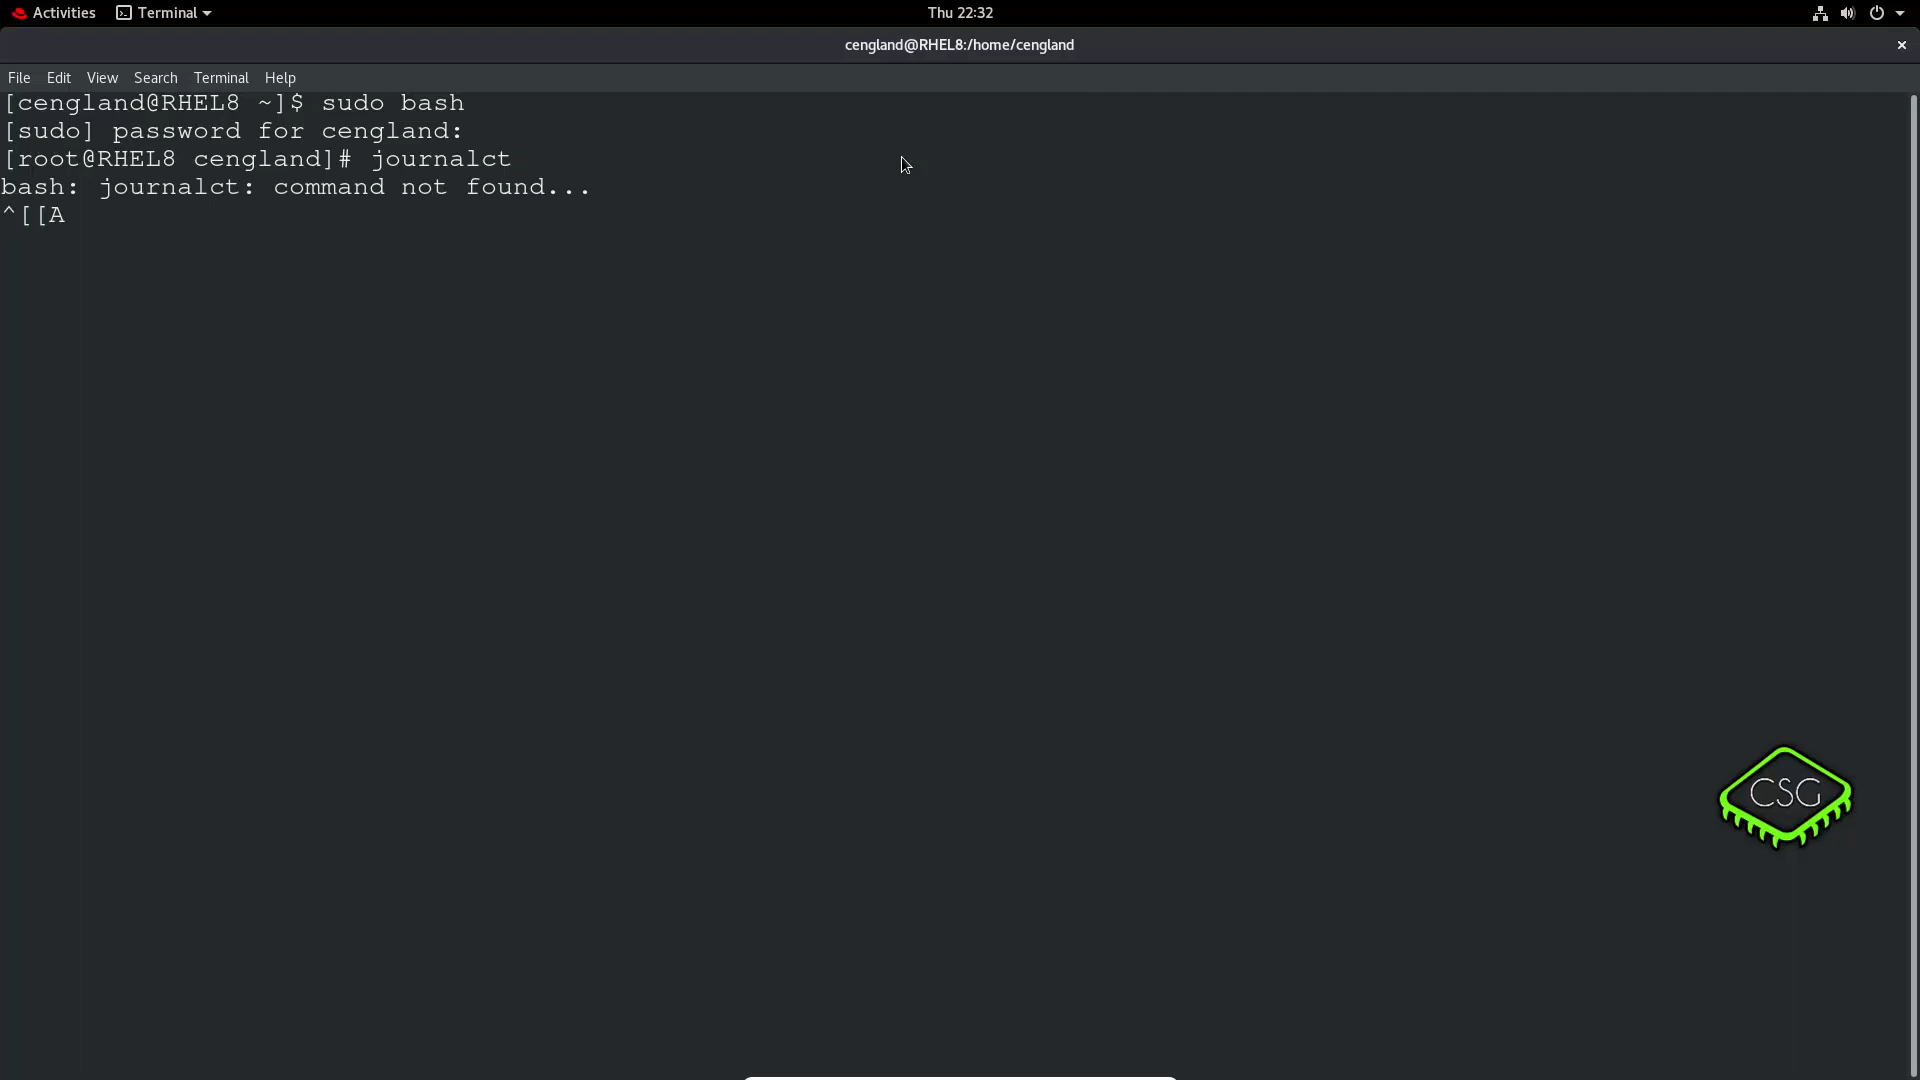 Activities Terminal Thu 22:32
cengland@RHEL8:/home/cengland
File Edit View Search Terminal Help
[cengland@RHEL8 ~]$ sudo bash
[sudo] password for cengland:
[root@RHEL8 cengland]# journalct
bash: journalct: command not found...
^[[A
CSG